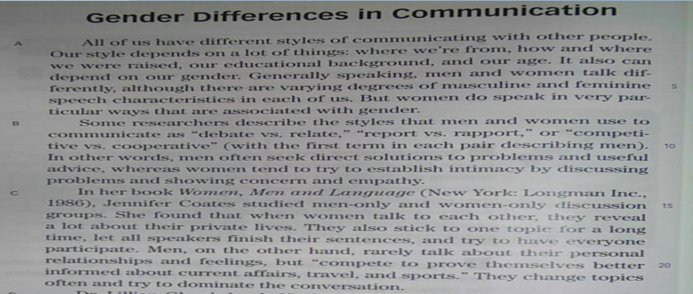 Gender Differences in Communication
A All of us have different styles of communicating with other people.
Our style depends on a lot of things: where we're from, how and where
we were raised, our educational background, and our age. It also can
depend on our gender. Generally speaking, men and women talk dif-
ferently, although there are varying degrees of masculine and feminine 5
speech characteristics in each of us. But women do speak in very par-
ticular ways that are associated with gender.
B Some researchers describe the styles that men and women use to
communicate as "debate vs. relate," "report vs. rapport," or "competi-
tive vs. cooperative" (with the first term in each pair describing men). 10
In other words, men often seek direct solutions to problems and useful
advice, whereas women tend to try to establish intimacy by discussing
problems and showing concern and empathy.
C In her book Women, Men and Language (New York: Longman Inc.,
1986), Jennifer Coates studied men-only and women-only discussion 15
groups. She found that when women talk to each other, they reveal
a lot about their private lives. They also stick to one topic for a long
time, let all speakers finish their sentences, and try to have everyone
participate. Men, on the other hand, rarely talk about their personal
relationships and feelings, but "compete to prove themselves better 20
informed about current affairs, travel, and sports." They change topics
often and try to dominate the conversation.
Dr. Lillian